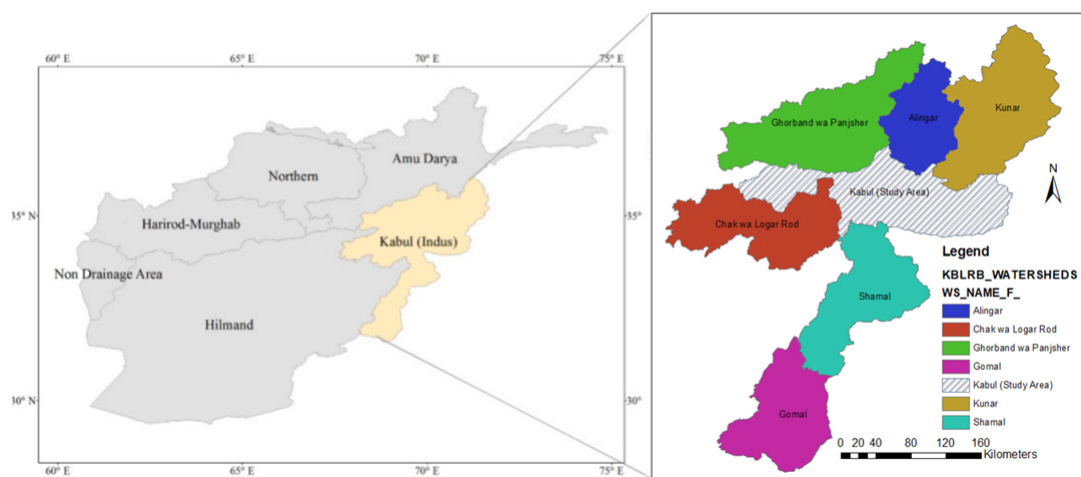 60° E
65° E
70° E
75° E
35° N
30° N
Amu Darya
Northern
Harirod-Murghab
Kabul (Indus)
Non Drainage Area
Hilmand
35° N
30° N
60° E
65° E
70° E
75° E
Kunar
Alingar
Ghorband wa Panjsher
N
Kabul (Study Area)
Chak wa Logar Rod
Shamal
Gomal
Legend
KBLRB_WATERSHEDS
WS_NAME_F_
Alingar
Chak wa Logar Rod
Ghorband wa Panjsher
Gomal
Kabul (Study Area)
Kunar
Shamal
0 20 40 80 120 160
Kilometers